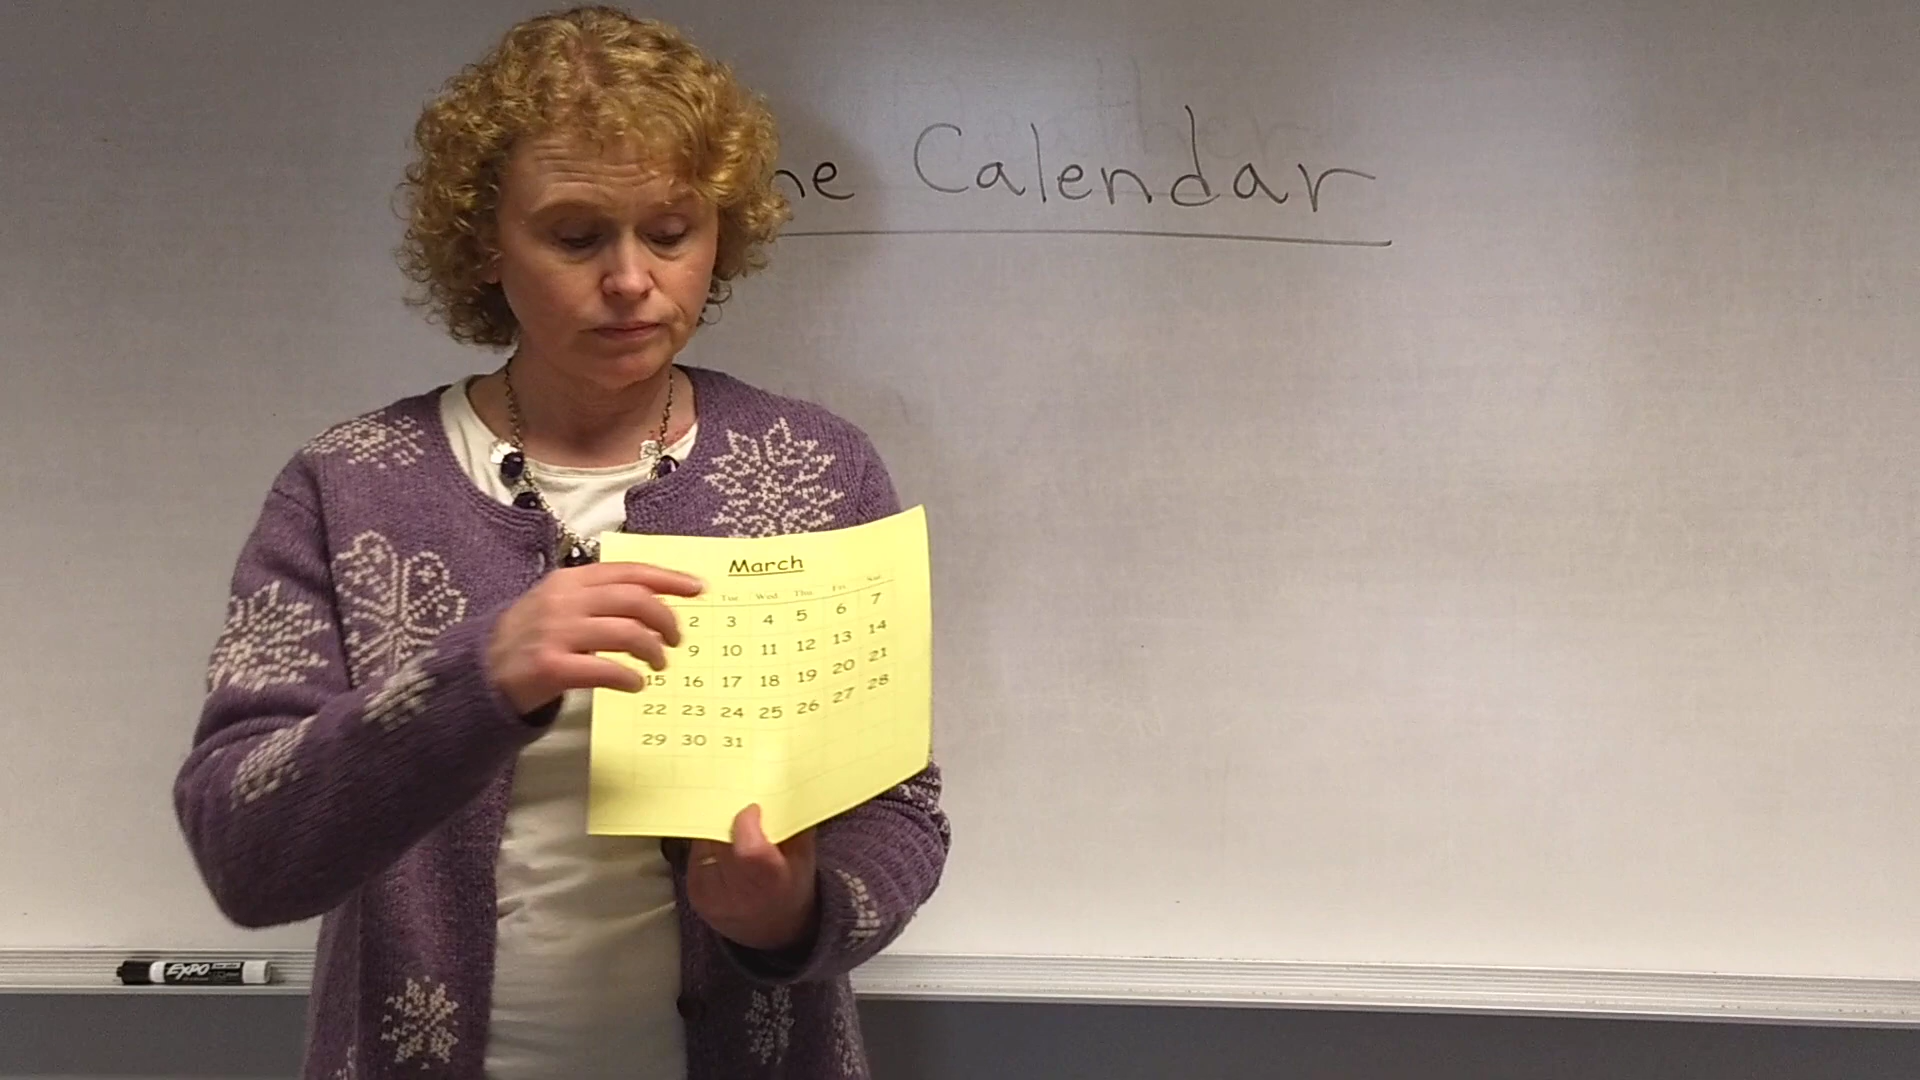 he Calendar
March
Tue Wed Thu Fri Sat
2 3 4 5 6 7
9 10 11 12 13 14
15 16 17 18 19 20 21
22 23 24 25 26 27 28
29 30 31
EXPO